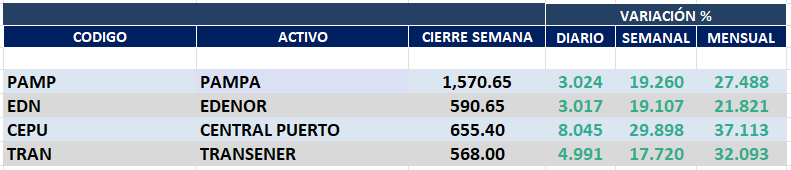 VARIACIÓN %
CODIGO ACTIVO CIERRE SEMANA DIARIO SEMANAL MENSUAL
PAMP PAMPA 1,570.65 3.024 19.260 27.488
EDN EDENOR 590.65 3.017 19.107 21.821
CEPU CENTRAL PUERTO 655.40 8.045 29.898 37.113
TRAN TRANSENER 568.00 4.991 17.720 32.093